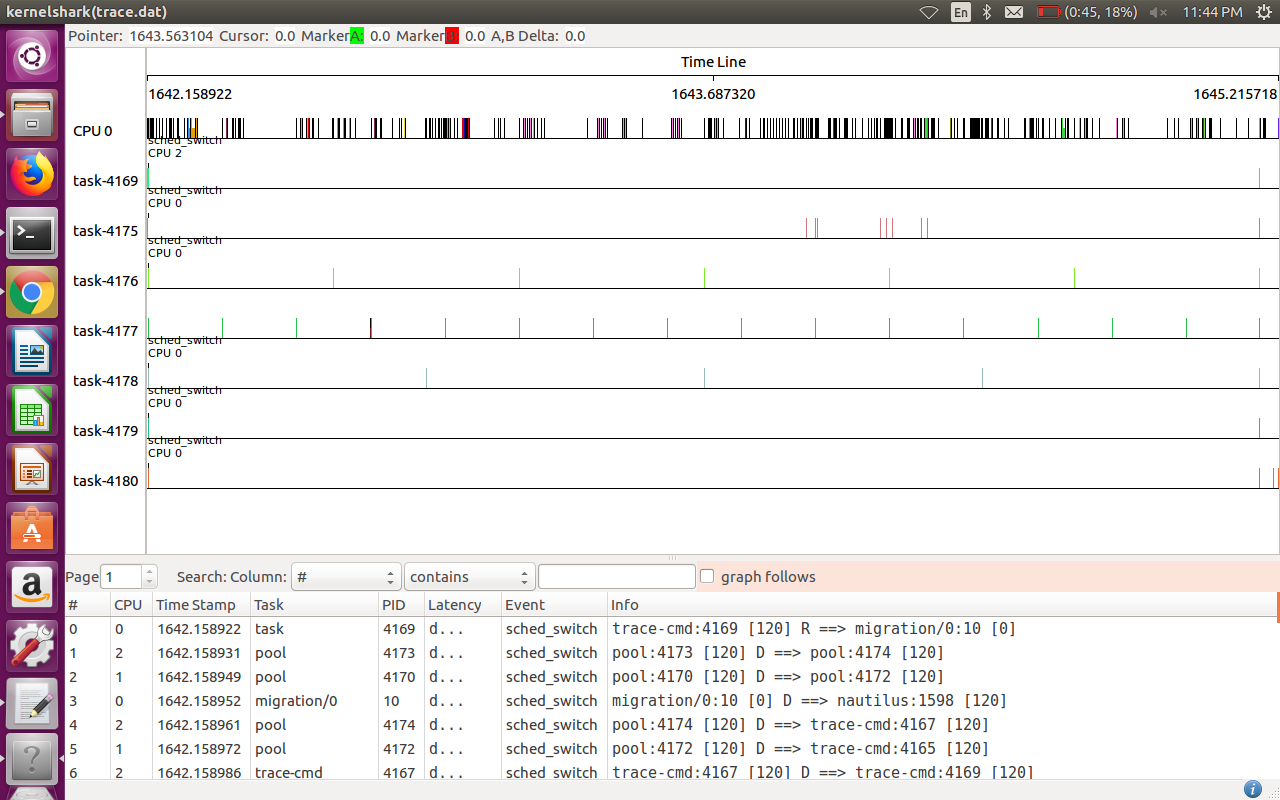 kernelshark(trace.dat) En (0:45, 18%) 11:44 PM
Pointer: 1643.563104 Cursor: 0.0 Marker A: 0.0 Marker B: 0.0 A,B Delta: 0.0
Time Line
1642.158922 1643.687320 1645.215718
CPU 0
sched_switch
CPU 2
task-4169
sched_switch
CPU 0
task-4175
sched_switch
CPU 0
task-4176
task-4177
sched_switch
CPU 0
task-4178
sched_switch
CPU 0
task-4179
sched_switch
CPU 0
task-4180
Page 1 Search: Column: # contains graph follows
# CPU Time Stamp Task PID Latency Event Info
0 0 1642.158922 task 4169 d... sched_switch trace-cmd:4169 [120] R ==> migration/0:10 [0]
1 2 1642.158931 pool 4173 d... sched_switch pool:4173 [120] D ==> pool:4174 [120]
2 1 1642.158949 pool 4170 d... sched_switch pool:4170 [120] D ==> pool:4172 [120]
3 0 1642.158952 migration/0 10 d... sched_switch migration/0:10 [0] D ==> nautilus:1598 [120]
4 2 1642.158961 pool 4174 d... sched_switch pool:4174 [120] D ==> trace-cmd:4167 [120]
5 1 1642.158972 pool 4172 d... sched_switch pool:4172 [120] D ==> trace-cmd:4165 [120]
6 2 1642.158986 trace-cmd 4167 d... sched_switch trace-cmd:4167 [120] D ==> trace-cmd:4169 [120]